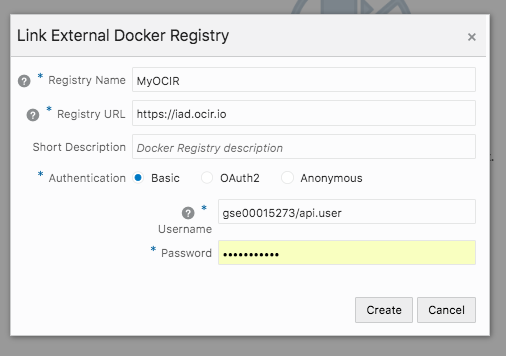 Link External Docker Registry ×
? * Registry Name MyOCIR
? * Registry URL https://iad.ocir.io
Short Description Docker Registry description
* Authentication Basic OAuth2 Anonymous
? * Username gse00015273/api.user
* Password •••••••••••
Create Cancel